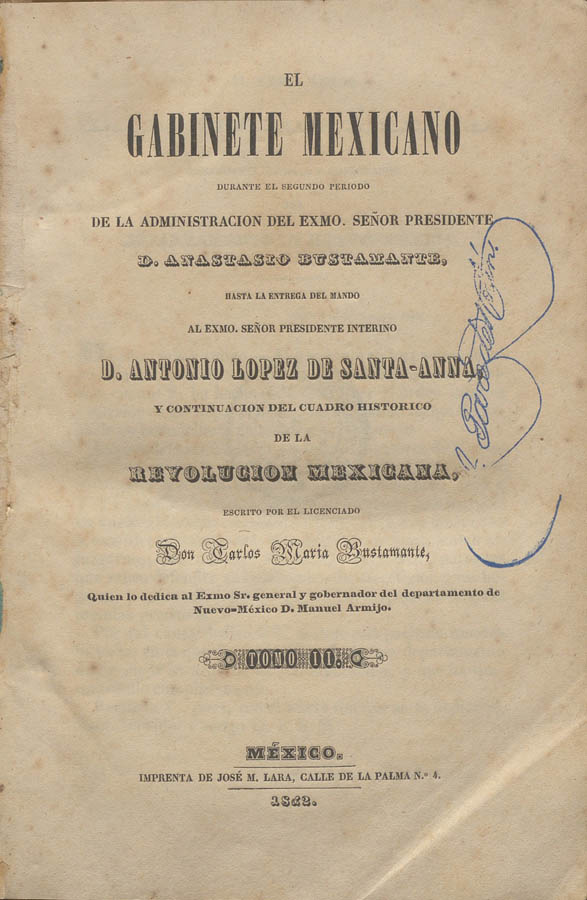 EL
GABINETE MEXICANO
DURANTE EL SEGUNDO PERIODO
DE LA ADMINISTRACION DEL EXMO. SEÑOR PRESIDENTE
D. ANASTASIO BUSTAMANTE,
HASTA LA ENTREGA DEL MANDO
AL EXMO. SEÑOR PRESIDENTE INTERINO
D. ANTONIO LOPEZ DE SANTA-ANNA,
Y CONTINUACION DEL CUADRO HISTORICO
DE LA
REVOLUCION MEXICANA,
ESCRITO POR EL LICENCIADO
Don Carlos Maria Bustamante,
Quien lo dedica al Exmo Sr. general y gobernador del departamento de
Nuevo-México D. Manuel Armijo.
TOMO II.
MÉXICO.
IMPRENTA DE JOSÉ M. LARA, CALLE DE LA PALMA N.º 4.
1842.